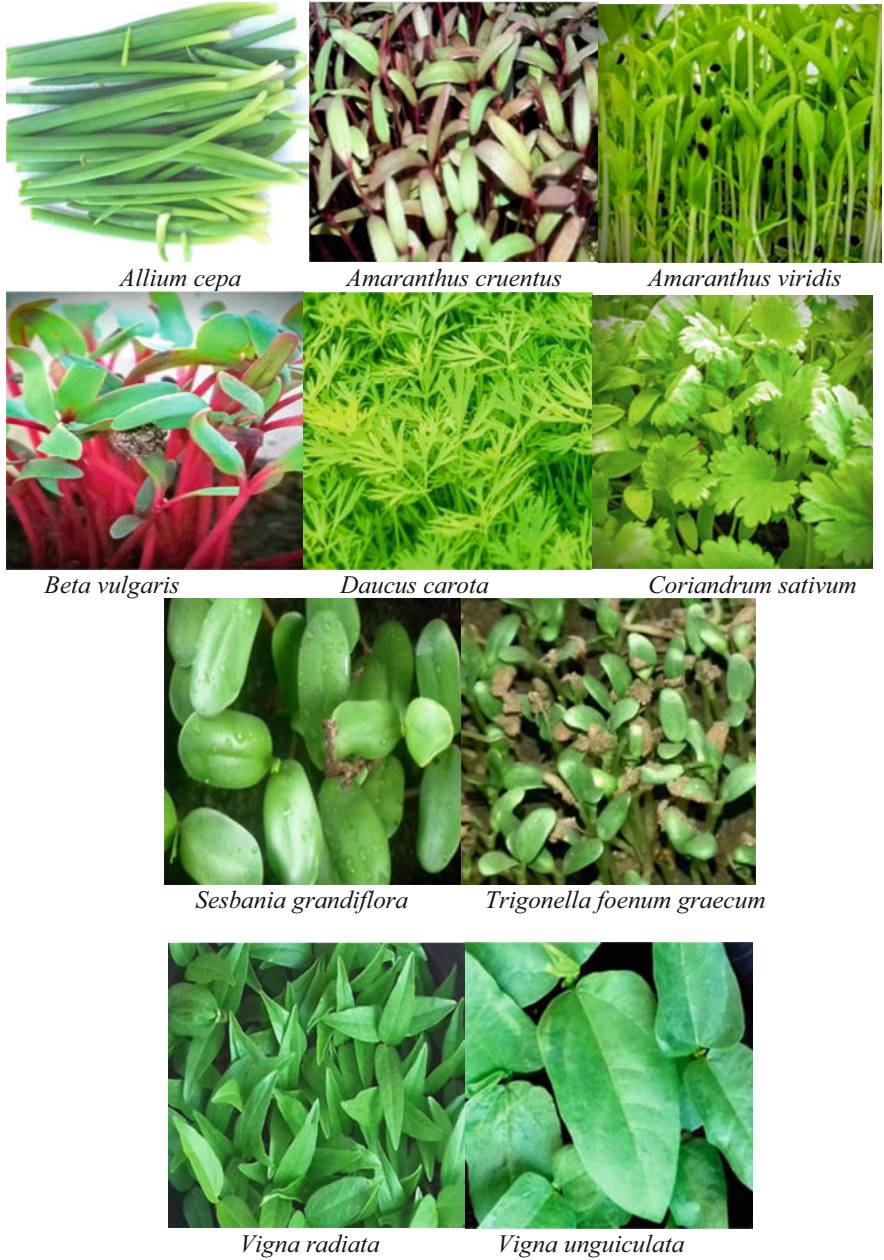 Allium cepa Amaranthus cruentus Amaranthus viridis
Beta vulgaris Daucus carota Coriandrum sativum
Sesbania grandiflora Trigonella foenum graecum
Vigna radiata Vigna unguiculata